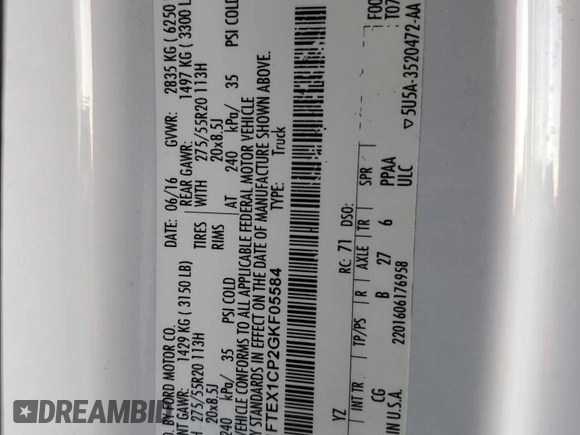 D. BY FORD MOTOR CO.
DATE: 06/16 GVWR: 2835 KG ( 6250
NT GAWR: 1429 KG ( 3150 LB)
REAR GAWR: 1497 KG ( 3300 L
H 275/55R20 113H TIRES WITH 275/55R20 113H
20x8.5J RIMS 20x8.5J
240 kPa/ 35 PSI COLD AT 240 kPa/ 35 PSI COLD
VEHICLE CONFORMS TO ALL APPLICABLE FEDERAL MOTOR VEHICLE
Y STANDARDS IN EFFECT ON THE DATE OF MANUFACTURE SHOWN ABOVE.
FTEX1CP2GKF05584
TYPE: Truck
YZ RC: 71 DSO:
INT TR TP/PS R AXLE TR SPR
CG B 27 6 PPAA
IN U.S.A. 2201606176958 ULC
▽5U5A-3520472-AA
DREAMBID